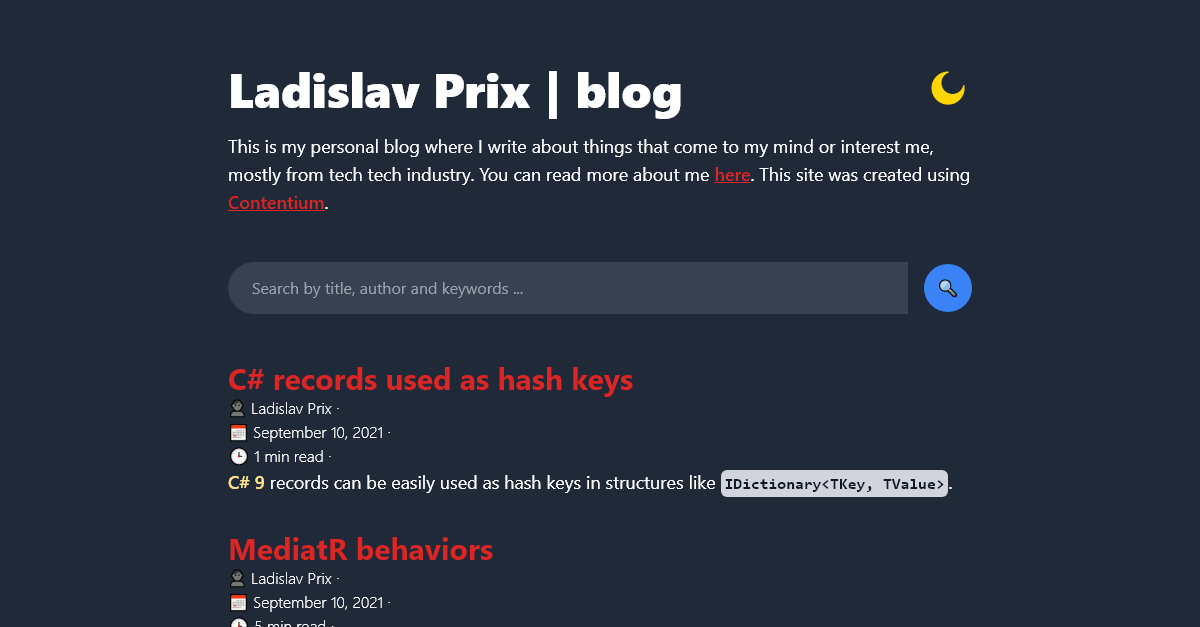 Ladislav Prix | blog
This is my personal blog where I write about things that come to my mind or interest me,
mostly from tech tech industry. You can read more about me here. This site was created using
Contentium.
Search by title, author and keywords ...
C# records used as hash keys
Ladislav Prix ·
September 10, 2021 ·
1 min read ·
C# 9 records can be easily used as hash keys in structures like IDictionary<TKey, TValue>.
MediatR behaviors
Ladislav Prix ·
September 10, 2021 ·
5 min read ·